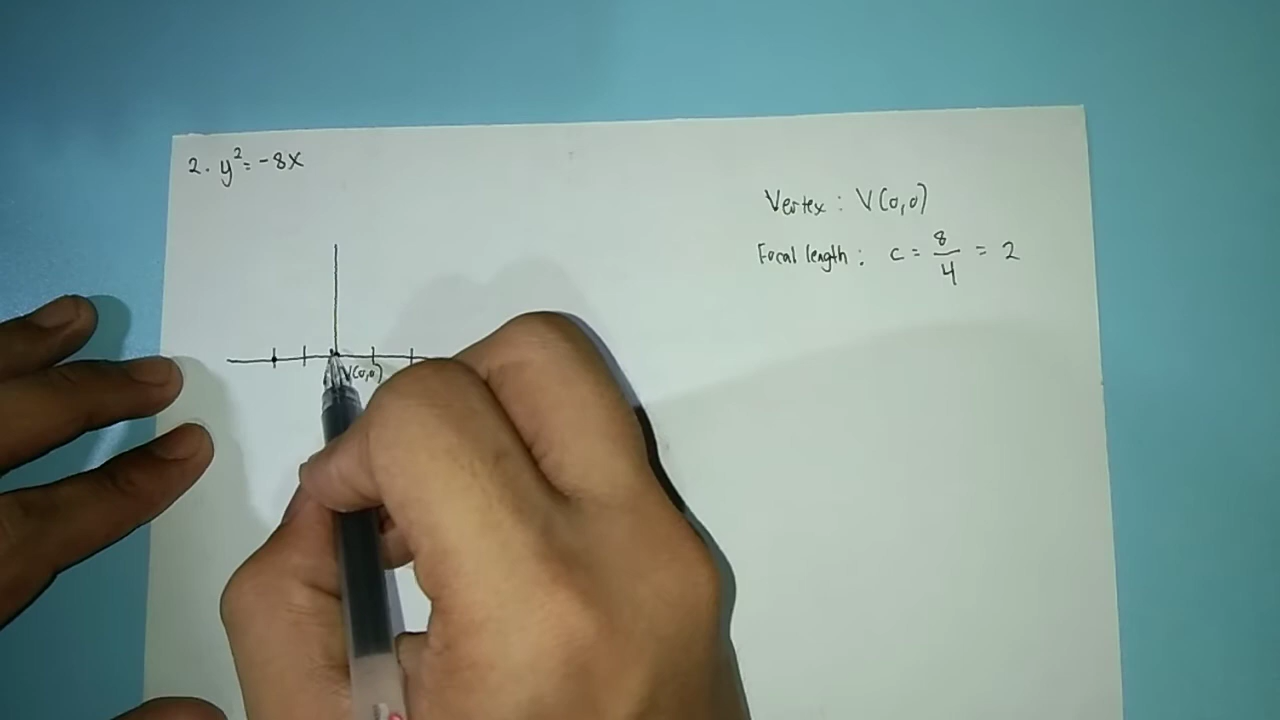 2. y² = -8x
Vertex : V(0,0)
Focal length : c = 8/4 = 2
V(0,0)